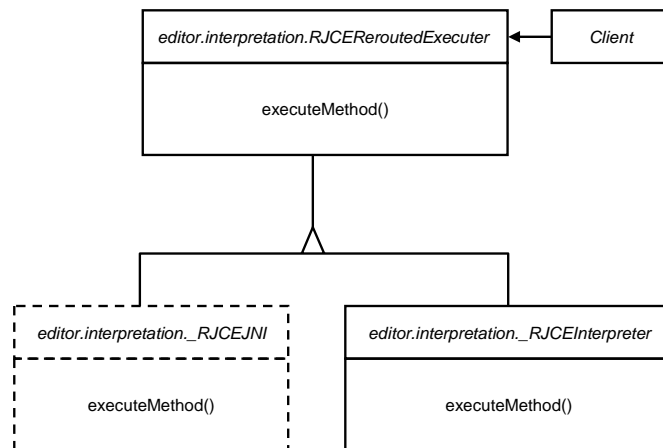 editor.interpretation.RJCEReroutedExecuter
Client
executeMethod()
editor.interpretation._RJCEJNI
editor.interpretation._RJCEInterpreter
executeMethod()
executeMethod()